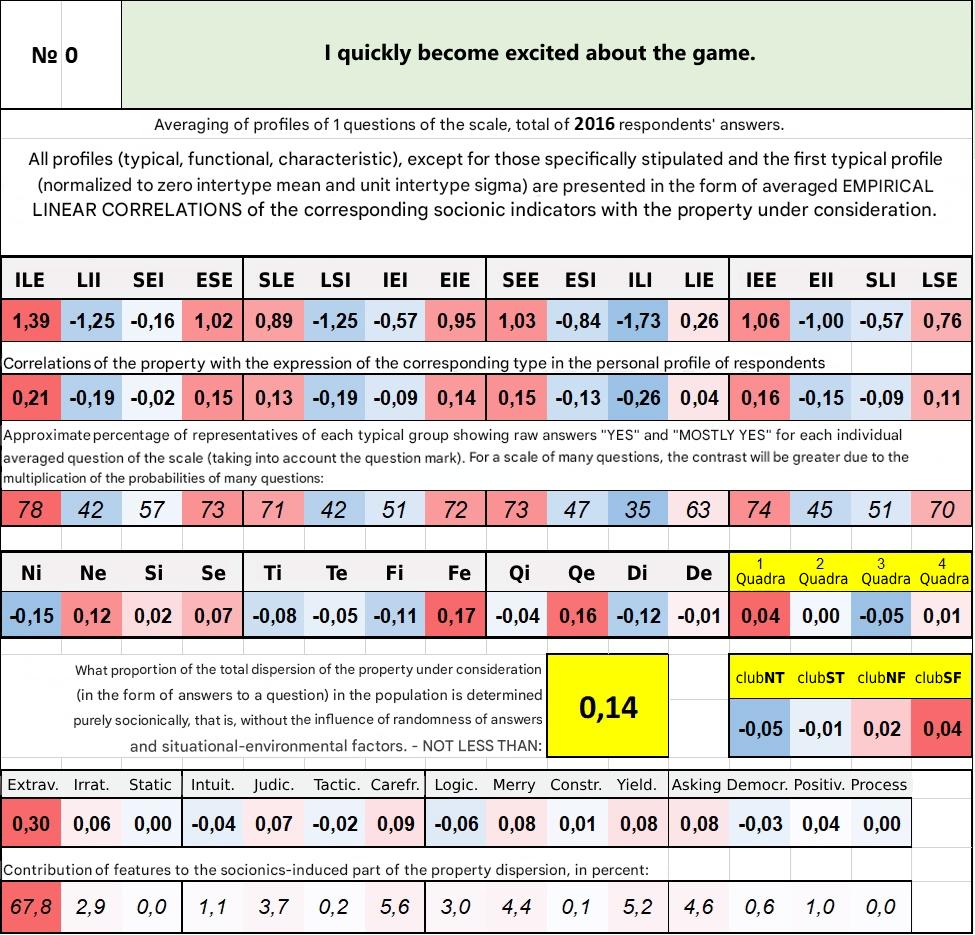 № 0
I quickly become excited about the game.
Averaging of profiles of 1 questions of the scale, total of 2016 respondents' answers.
All profiles (typical, functional, characteristic), except for those specifically stipulated and the first typical profile
(normalized to zero intertype mean and unit intertype sigma) are presented in the form of averaged EMPIRICAL
LINEAR CORRELATIONS of the corresponding socionic indicators with the property under consideration.
ILE LII SEI ESE SLE LSI IEI EIE SEE ESI ILI LIE IEE EII SLI LSE
1,39 -1,25 -0,16 1,02 0,89 -1,25 -0,57 0,95 1,03 -0,84 -1,73 0,26 1,06 -1,00 -0,57 0,76
Correlations of the property with the expression of the corresponding type in the personal profile of respondents
0,21 -0,19 -0,02 0,15 0,13 -0,19 -0,09 0,14 0,15 -0,13 -0,26 0,04 0,16 -0,15 -0,09 0,11
Approximate percentage of representatives of each typical group showing raw answers "YES" and "MOSTLY YES" for each individual
averaged question of the scale (taking into account the question mark). For a scale of many questions, the contrast will be greater due to the
multiplication of the probabilities of many questions:
78 42 57 73 71 42 51 72 73 47 35 63 74 45 51 70
Ni Ne Si Se Ti Te Fi Fe Qi Qe Di De 1 Quadra 2 Quadra 3 Quadra 4 Quadra
-0,15 0,12 0,02 0,07 -0,08 -0,05 -0,11 0,17 -0,04 0,16 -0,12 -0,01 0,04 0,00 -0,05 0,01
What proportion of the total dispersion of the property under consideration
(in the form of answers to a question) in the population is determined
purely socionically, that is, without the influence of randomness of answers
and situational-environmental factors. - NOT LESS THAN:
0,14
clubNT clubST clubNF clubSF
-0,05 -0,01 0,02 0,04
Extrav. Irrat. Static Intuit. Judic. Tactic. Carefr. Logic. Merry Constr. Yield. Asking Democr. Positiv. Process
0,30 0,06 0,00 -0,04 0,07 -0,02 0,09 -0,06 0,08 0,01 0,08 0,08 -0,03 0,04 0,00
Contribution of features to the socionics-induced part of the property dispersion, in percent:
67,8 2,9 0,0 1,1 3,7 0,2 5,6 3,0 4,4 0,1 5,2 4,6 0,6 1,0 0,0